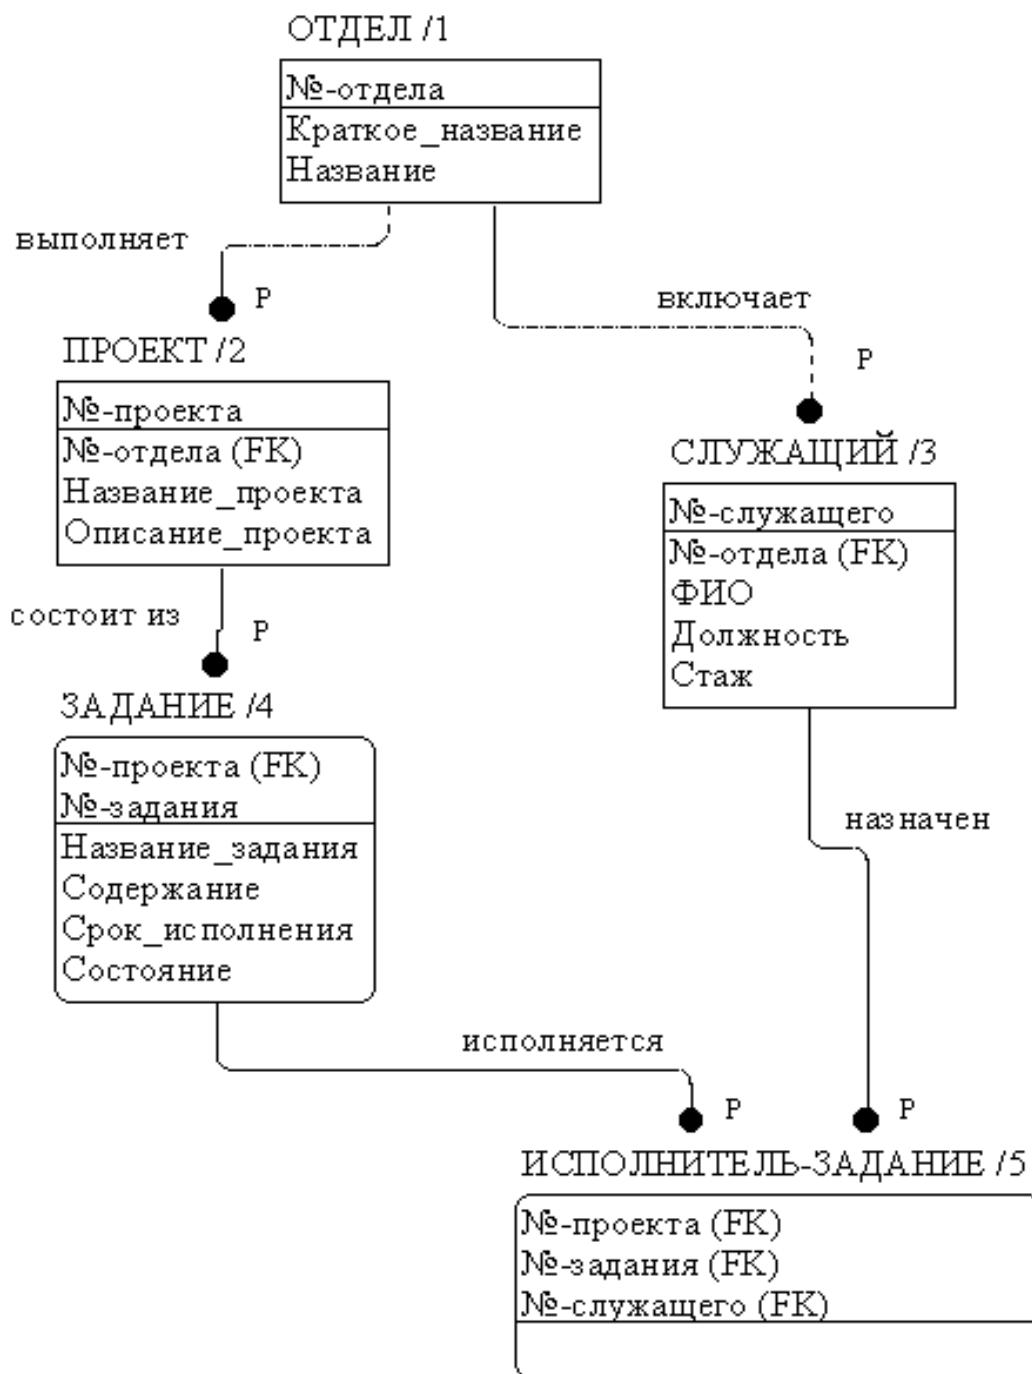 ОТДЕЛ /1
№-отдела
Краткое_название
Название
выполняет
P
включает
P
ПРОЕКТ /2
№-проекта
№-отдела (FK)
Название_проекта
Описание_проекта
СЛУЖАЩИЙ /3
№-служащего
№-отдела (FK)
ФИО
Должность
Стаж
состоит из
P
ЗАДАНИЕ /4
№-проекта (FK)
№-задания
Название_задания
Содержание
Срок_исполнения
Состояние
назначен
исполняется
P
P
ИСПОЛНИТЕЛЬ-ЗАДАНИЕ /5
№-проекта (FK)
№-задания (FK)
№-служащего (FK)